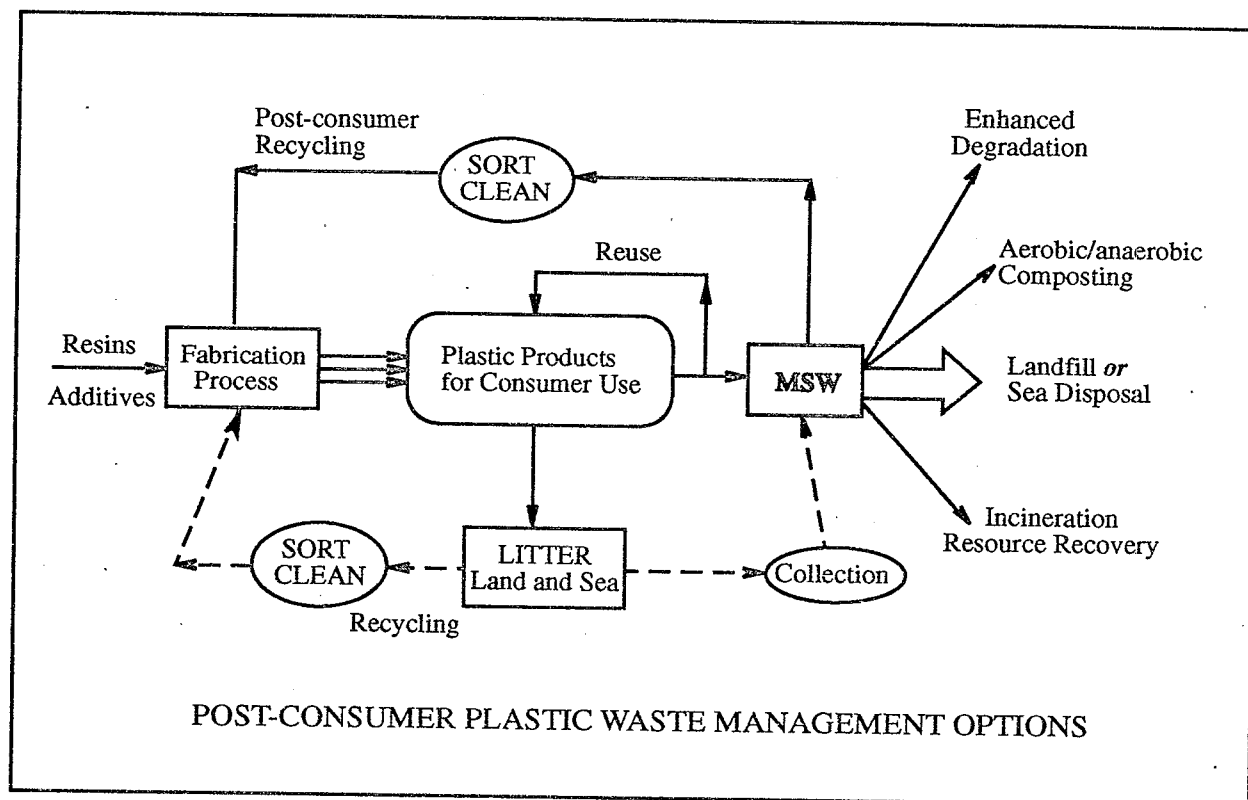 Post-consumer
Recycling
SORT
CLEAN
Enhanced
Degradation
Reuse
Aerobic/anaerobic
Composting
Resins
Additives
Fabrication
Process
Plastic Products
for Consumer Use
MSW
Landfill or
Sea Disposal
SORT
CLEAN
Recycling
LITTER
Land and Sea
Collection
Incineration
Resource Recovery
POST-CONSUMER PLASTIC WASTE MANAGEMENT OPTIONS